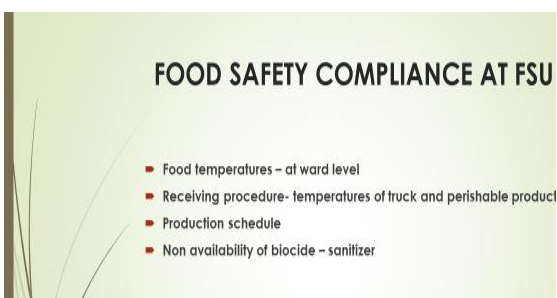 FOOD SAFETY COMPLIANCE AT FSU
Food temperatures – at ward level
Receiving procedure- temperatures of truck and perishable product
Production schedule
Non availability of biocide – sanitizer